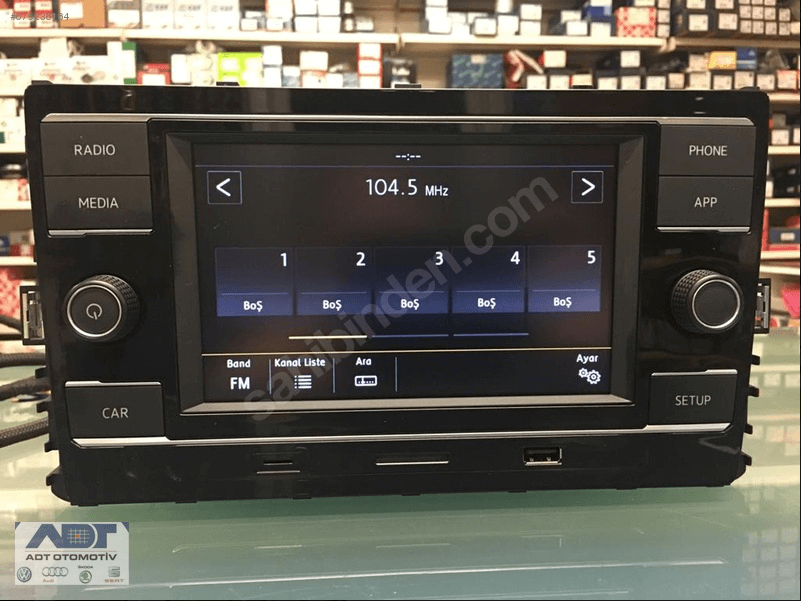 RADIO
MEDIA
CAR
--:--
<
104.5 MHz
>
1 2 3 4 5
BoŞ BoŞ BoŞ BoŞ BoŞ
Band Kanal Liste Ara Ayar
FM
PHONE
APP
SETUP
sahibinden.com
ADT
ADT OTOMOTİV
Audi
SKODA
SEAT